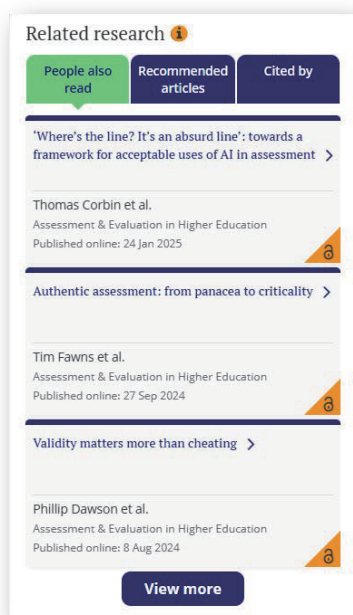 Related research
People also
read
Recommended
articles
Cited by
‘Where’s the line? It’s an absurd line’: towards a
framework for acceptable uses of AI in assessment
Thomas Corbin et al.
Assessment & Evaluation in Higher Education
Published online: 24 Jan 2025
Authentic assessment: from panacea to criticality
Tim Fawns et al.
Assessment & Evaluation in Higher Education
Published online: 27 Sep 2024
Validity matters more than cheating
Phillip Dawson et al.
Assessment & Evaluation in Higher Education
Published online: 8 Aug 2024
View more